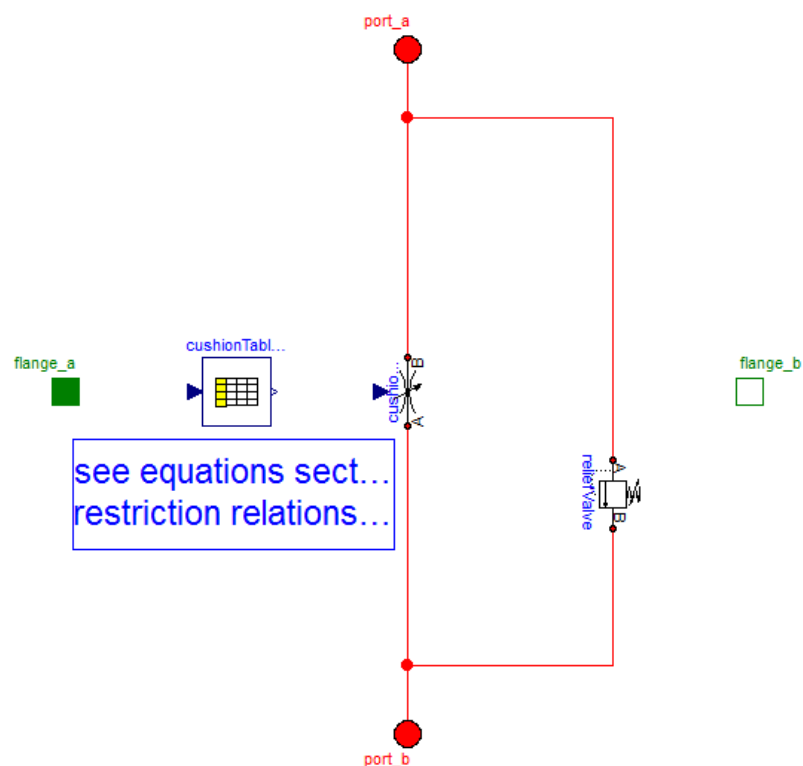 port_a
cushionTabl...
flange_a
flange_b
B
cushio...
A
see equations sect...
restriction relations...
A
reliefValve
B
port_b